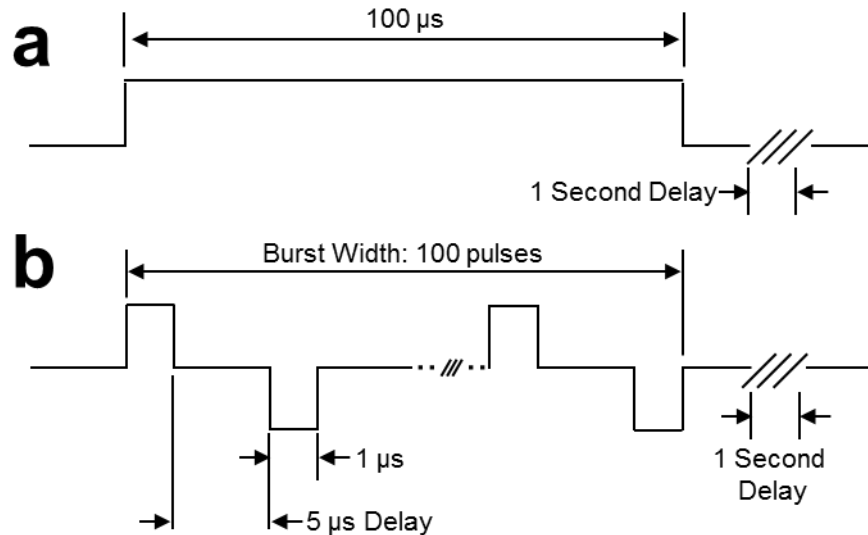 a
100 µs
1 Second Delay
b
Burst Width: 100 pulses
1 µs
5 µs Delay
1 Second
Delay